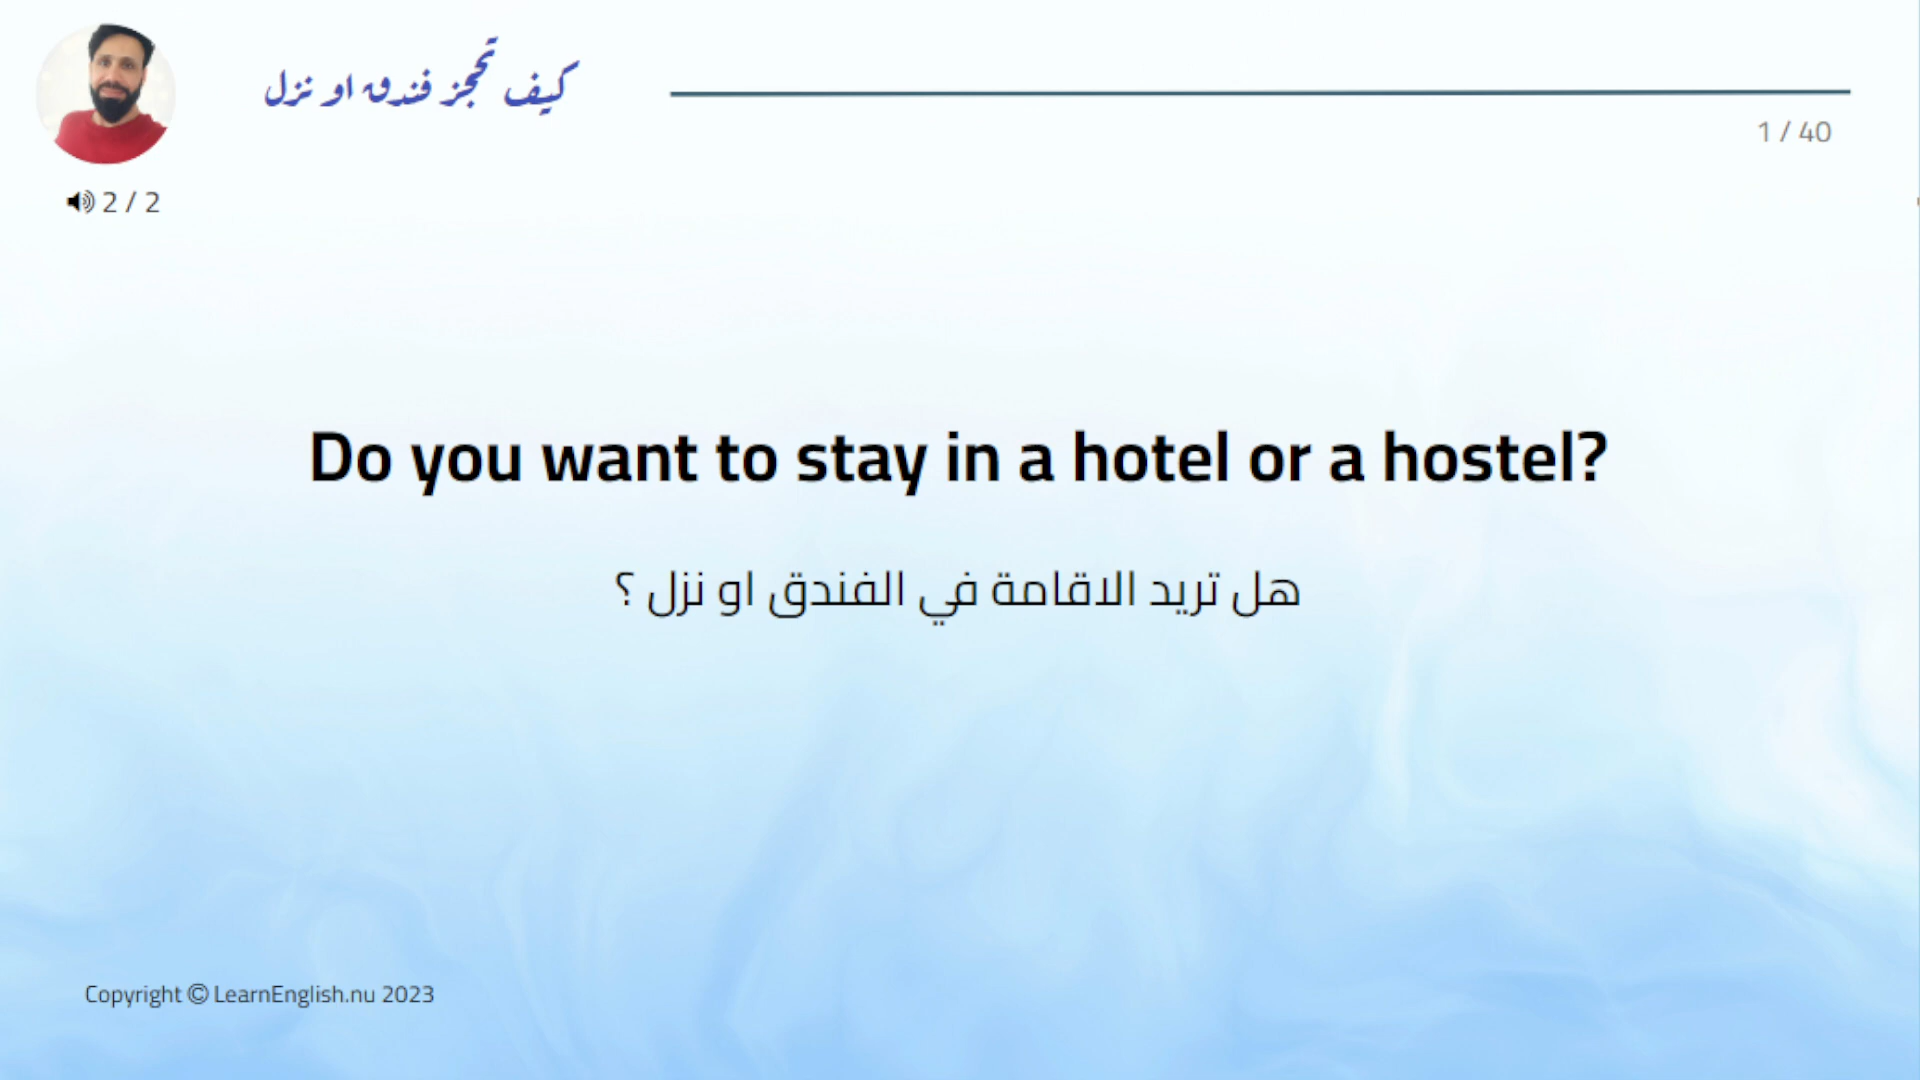 كيف تحجز فندق او نزل
1 / 40
2 / 2
Do you want to stay in a hotel or a hostel?
هل تريد الاقامة في الفندق او نزل ؟
Copyright © LearnEnglish.nu 2023